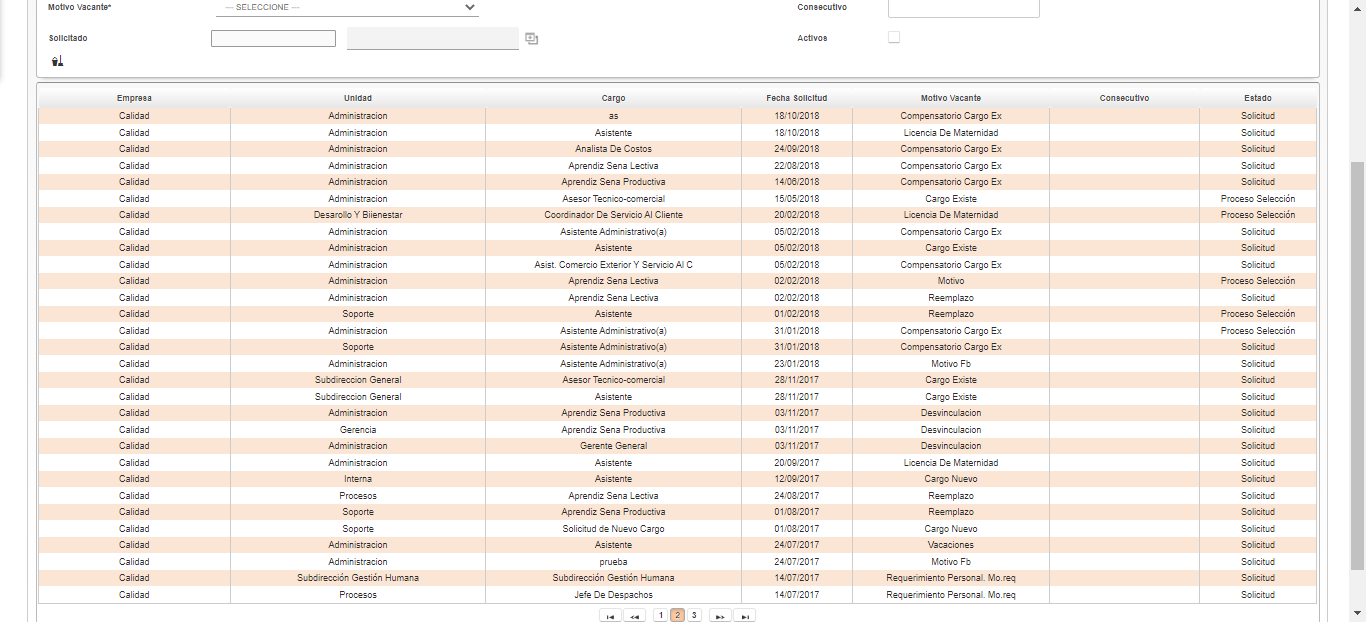 Motivo Vacante* --- SELECCIONE --- Consecutivo
Solicitado Activos
Empresa Unidad Cargo Fecha Solicitud Motivo Vacante Consecutivo Estado
Calidad Administracion as 18/10/2018 Compensatorio Cargo Ex Solicitud
Calidad Administracion Asistente 18/10/2018 Licencia De Maternidad Solicitud
Calidad Administracion Analista De Costos 24/09/2018 Compensatorio Cargo Ex Solicitud
Calidad Administracion Aprendiz Sena Lectiva 22/08/2018 Compensatorio Cargo Ex Solicitud
Calidad Administracion Aprendiz Sena Productiva 14/06/2018 Compensatorio Cargo Ex Solicitud
Calidad Administracion Asesor Tecnico-comercial 15/05/2018 Cargo Existe Proceso Selección
Calidad Desarollo Y Biienestar Coordinador De Servicio Al Cliente 20/02/2018 Licencia De Maternidad Proceso Selección
Calidad Administracion Asistente Administrativo(a) 05/02/2018 Compensatorio Cargo Ex Solicitud
Calidad Administracion Asistente 05/02/2018 Cargo Existe Solicitud
Calidad Administracion Asist. Comercio Exterior Y Servicio Al C 05/02/2018 Compensatorio Cargo Ex Solicitud
Calidad Administracion Aprendiz Sena Lectiva 02/02/2018 Motivo Proceso Selección
Calidad Administracion Aprendiz Sena Lectiva 02/02/2018 Reemplazo Solicitud
Calidad Soporte Asistente 01/02/2018 Reemplazo Proceso Selección
Calidad Administracion Asistente Administrativo(a) 31/01/2018 Compensatorio Cargo Ex Proceso Selección
Calidad Soporte Asistente Administrativo(a) 31/01/2018 Compensatorio Cargo Ex Solicitud
Calidad Administracion Asistente Administrativo(a) 23/01/2018 Motivo Fb Solicitud
Calidad Subdireccion General Asesor Tecnico-comercial 28/11/2017 Cargo Existe Solicitud
Calidad Subdireccion General Asistente 28/11/2017 Cargo Existe Solicitud
Calidad Administracion Aprendiz Sena Productiva 03/11/2017 Desvinculacion Solicitud
Calidad Gerencia Aprendiz Sena Productiva 03/11/2017 Desvinculacion Solicitud
Calidad Administracion Gerente General 03/11/2017 Desvinculacion Solicitud
Calidad Administracion Asistente 20/09/2017 Licencia De Maternidad Solicitud
Calidad Interna Asistente 12/09/2017 Cargo Nuevo Solicitud
Calidad Procesos Aprendiz Sena Lectiva 24/08/2017 Reemplazo Solicitud
Calidad Soporte Aprendiz Sena Productiva 01/08/2017 Reemplazo Solicitud
Calidad Soporte Solicitud de Nuevo Cargo 01/08/2017 Cargo Nuevo Solicitud
Calidad Administracion Asistente 24/07/2017 Vacaciones Solicitud
Calidad Administracion prueba 24/07/2017 Motivo Fb Solicitud
Calidad Subdirección Gestión Humana Subdirección Gestión Humana 14/07/2017 Requerimiento Personal. Mo.req Solicitud
Calidad Procesos Jefe De Despachos 14/07/2017 Requerimiento Personal. Mo.req Solicitud
1 2 3